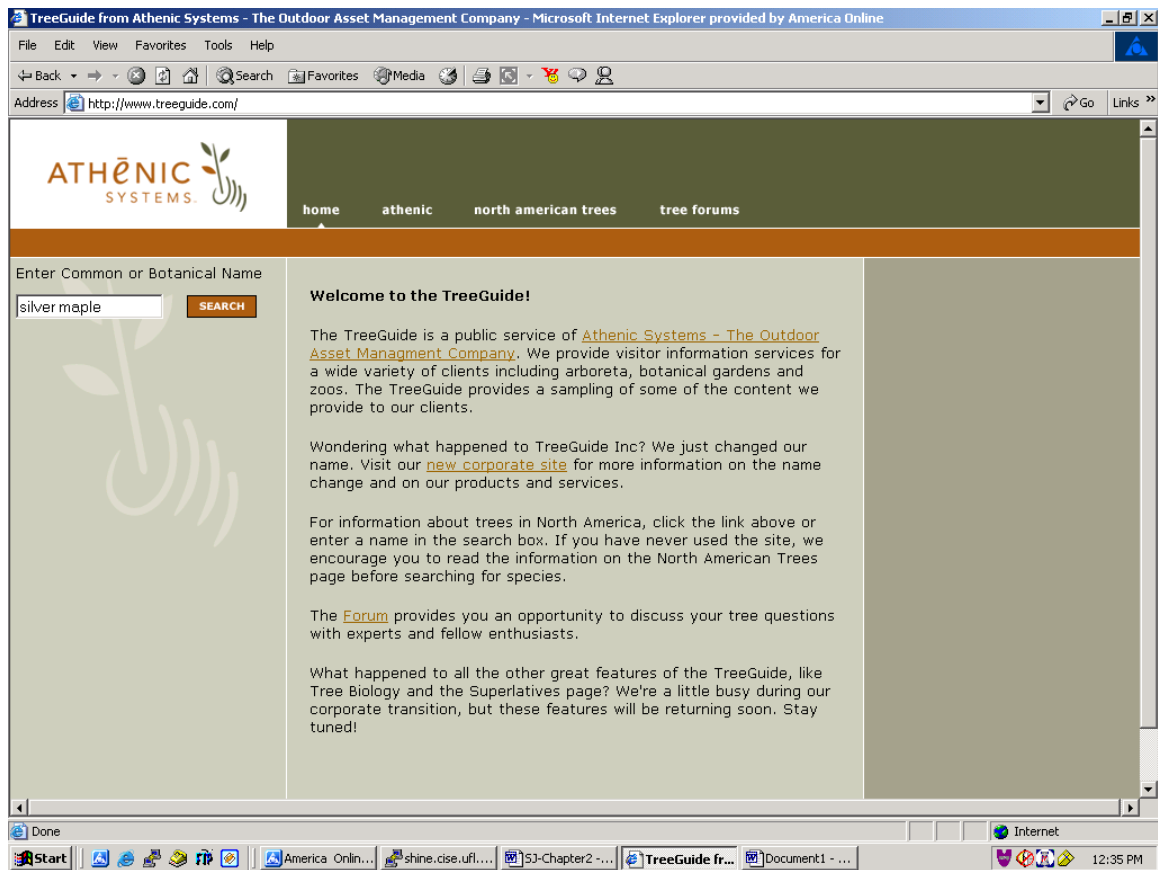 TreeGuide from Athenic Systems - The Outdoor Asset Management Company - Microsoft Internet Explorer provided by America Online
File Edit View Favorites Tools Help
Back Search Favorites Media
Address http://www.treeguide.com/ Go Links »
ATHĒNIC
SYSTEMS
home athenic north american trees tree forums
Enter Common or Botanical Name
silver maple SEARCH
Welcome to the TreeGuide!
The TreeGuide is a public service of Athenic Systems - The Outdoor
Asset Managment Company. We provide visitor information services for
a wide variety of clients including arboreta, botanical gardens and
zoos. The TreeGuide provides a sampling of some of the content we
provide to our clients.
Wondering what happened to TreeGuide Inc? We just changed our
name. Visit our new corporate site for more information on the name
change and on our products and services.
For information about trees in North America, click the link above or
enter a name in the search box. If you have never used the site, we
encourage you to read the information on the North American Trees
page before searching for species.
The Forum provides you an opportunity to discuss your tree questions
with experts and fellow enthusiasts.
What happened to all the other great features of the TreeGuide, like
Tree Biology and the Superlatives page? We're a little busy during our
corporate transition, but these features will be returning soon. Stay
tuned!
Done Internet
Start America Onlin... shine.cise.ufl.... SJ-Chapter2 -... TreeGuide fr... Document1 - ... 12:35 PM